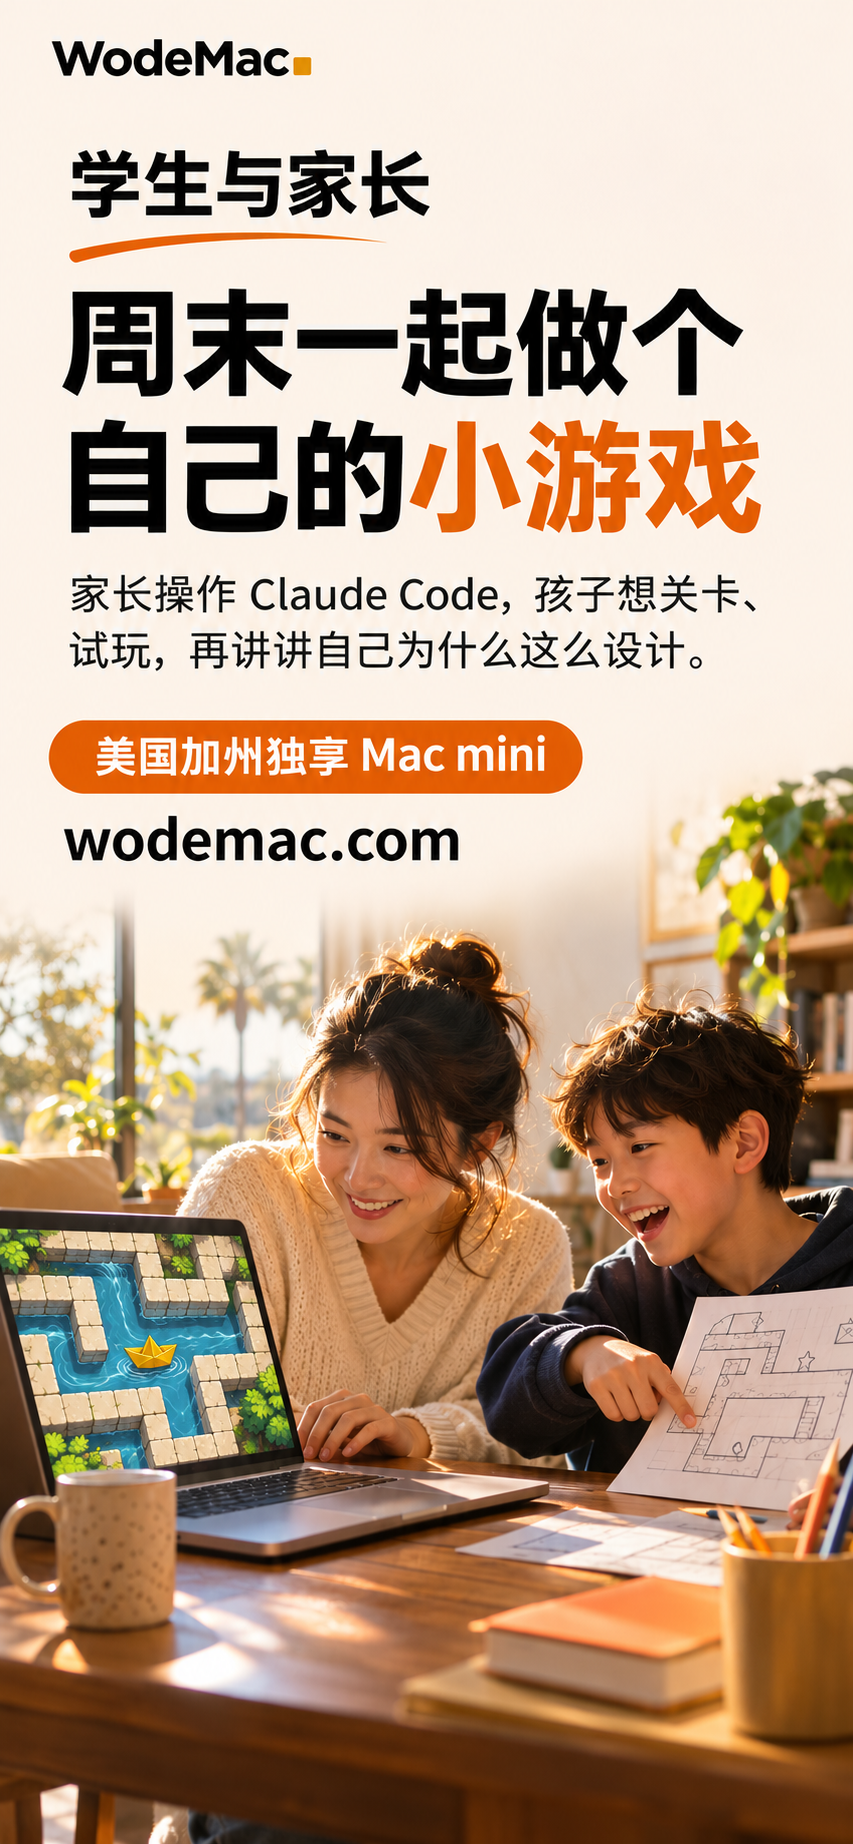 WodeMac.
学生与家长
周末一起做个
自己的小游戏
家长操作 Claude Code，孩子想关卡、
试玩，再讲讲自己为什么这么设计。
美国加州独享 Mac mini
wodemac.com